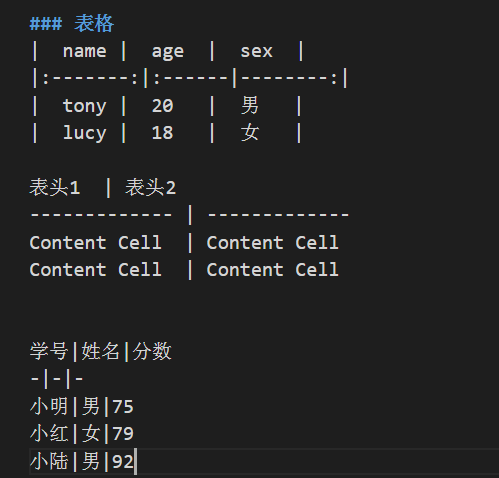 ### 表格
|  name |  age  |  sex  |
|:-------:|:------|--------:|
|  tony |  20   |  男   |
|  lucy |  18   |  女   |
表头1  | 表头2
------------- | -------------
Content Cell  | Content Cell
Content Cell  | Content Cell
学号|姓名|分数
-|-|-
小明|男|75
小红|女|79
小陆|男|92